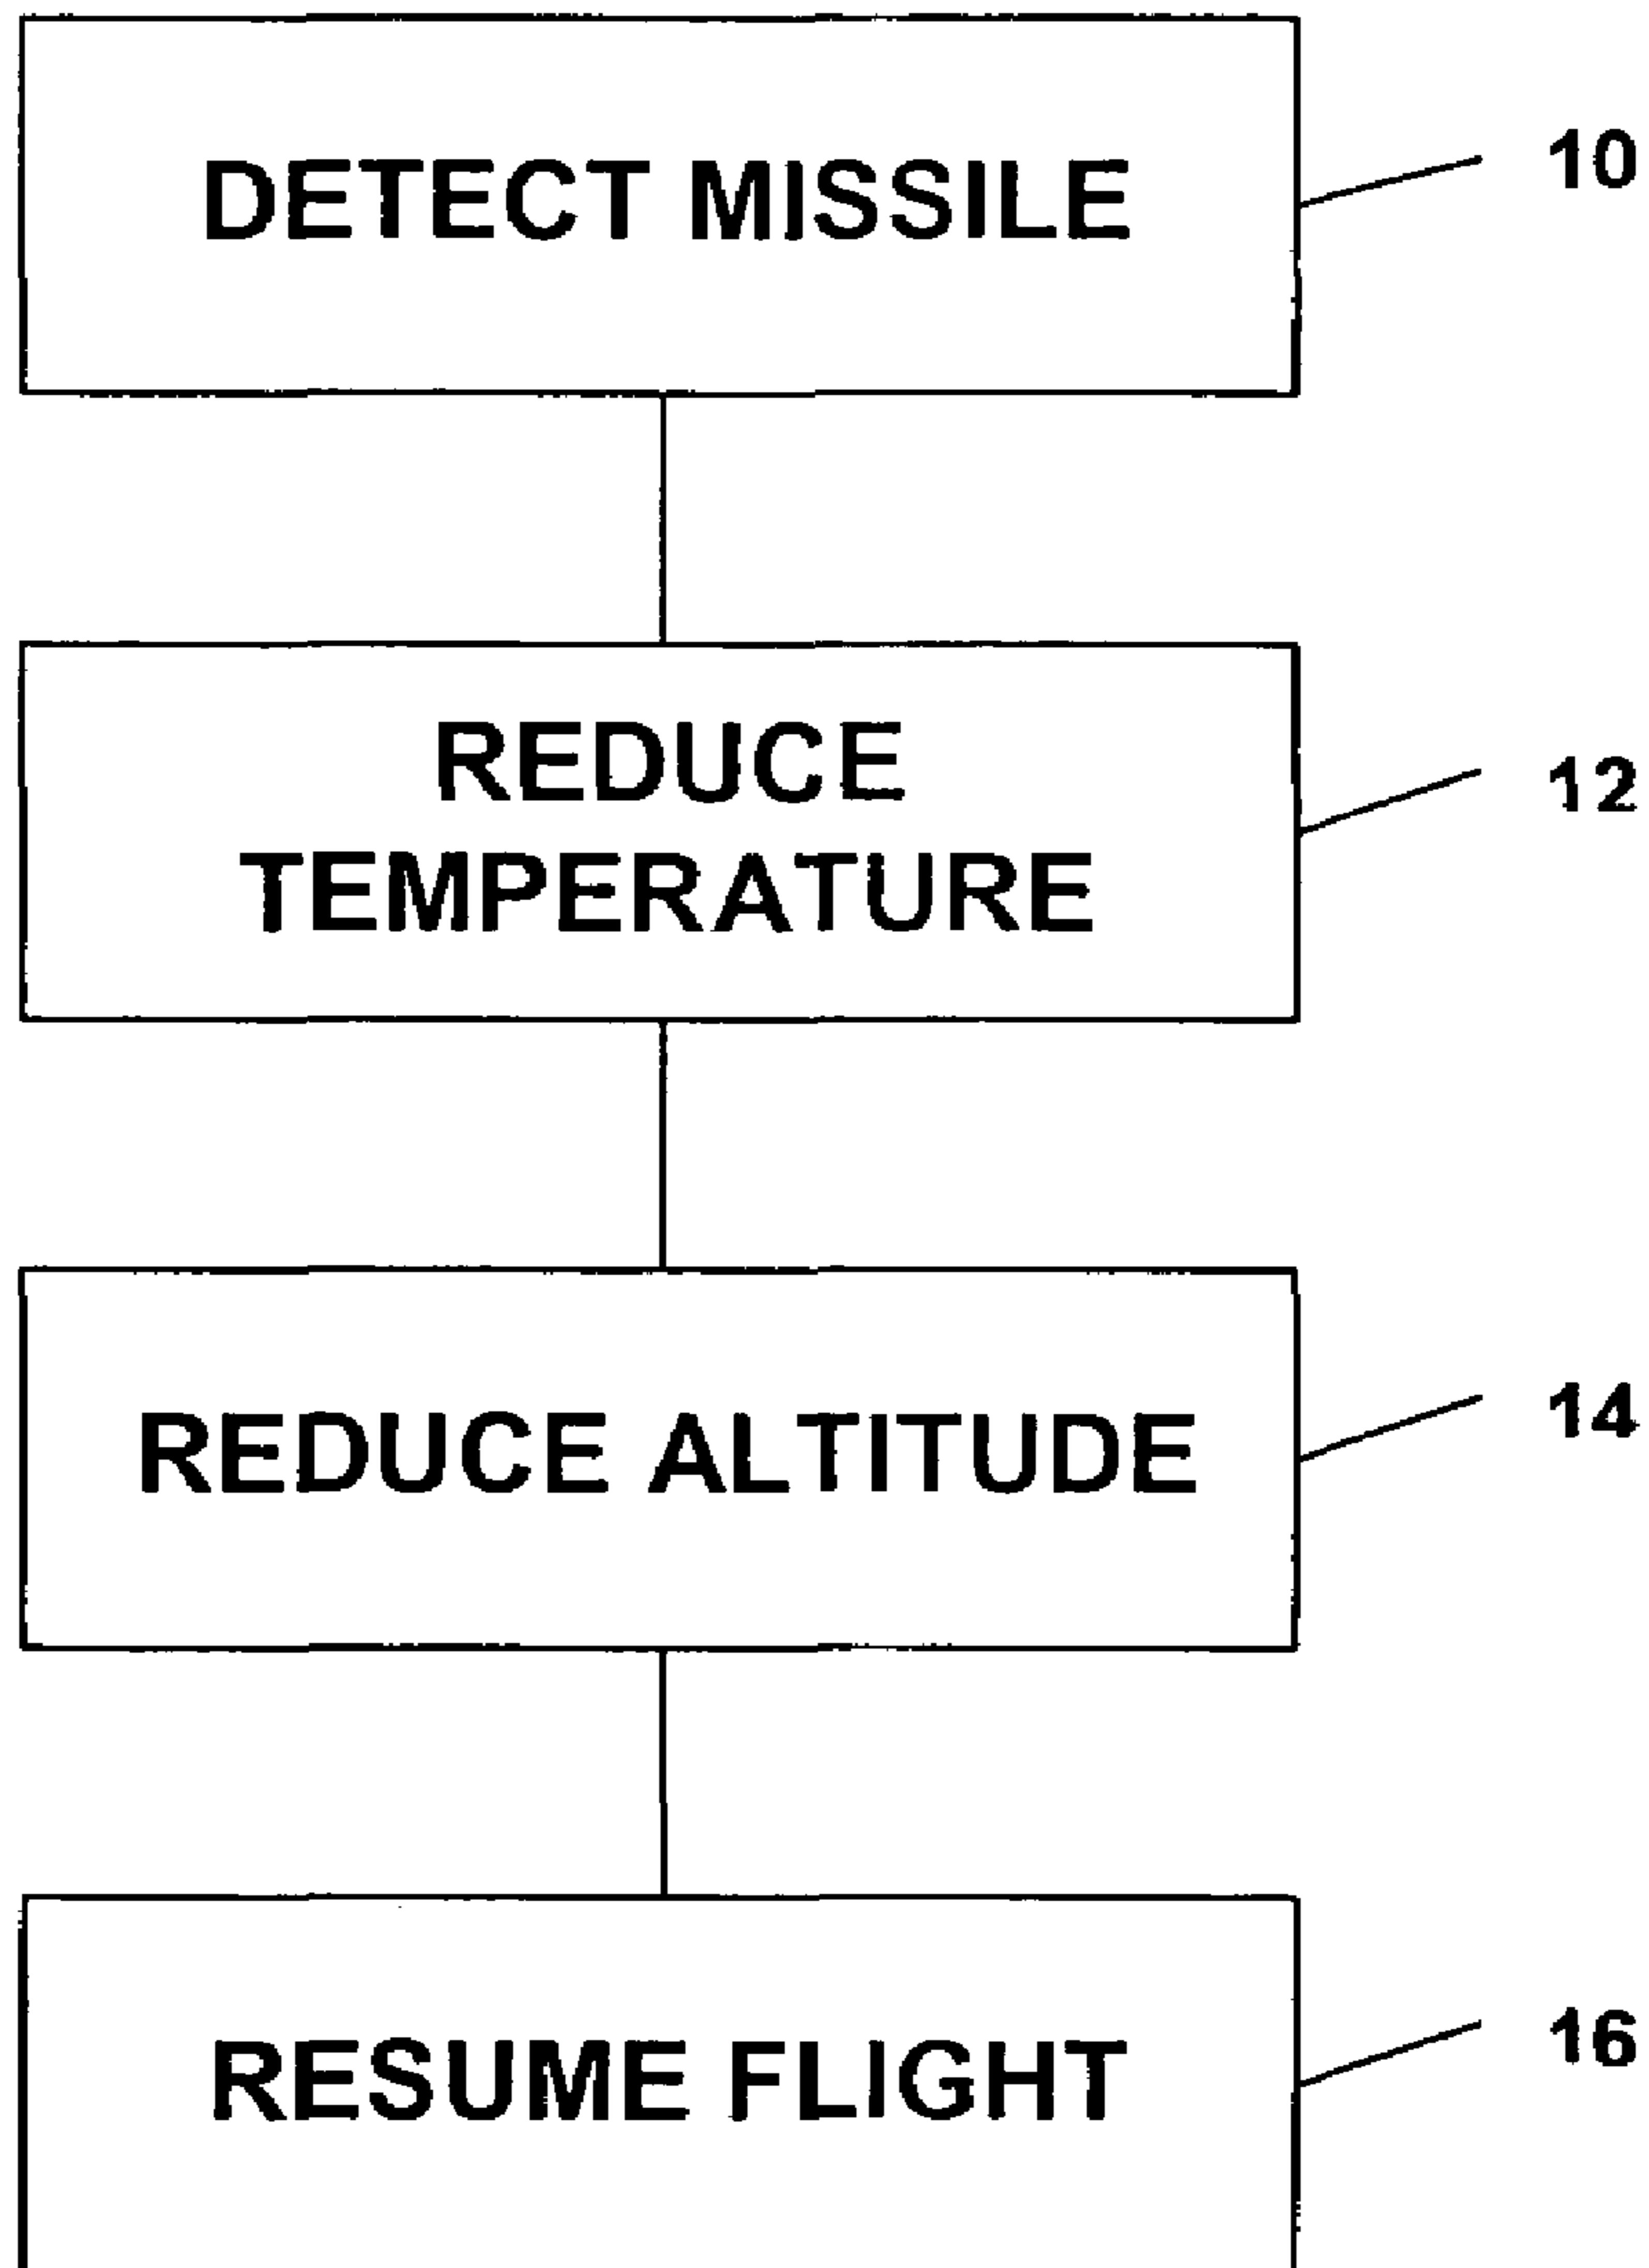 DETECT MISSILE
10
REDUCE
TEMPERATURE
12
REDUCE ALTITUDE
14
RESUME FLIGHT
16